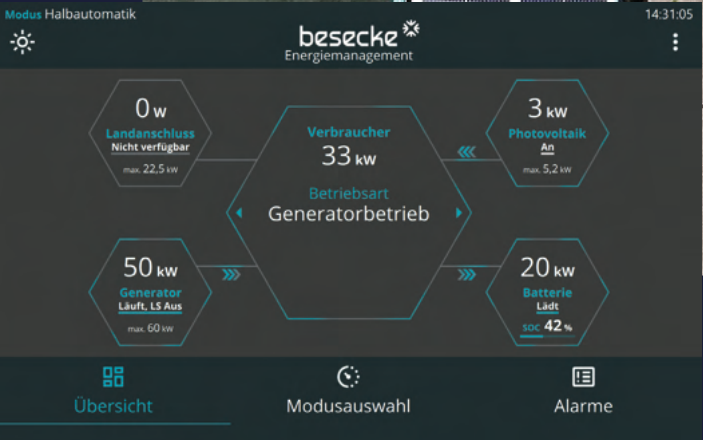 Modus Halbautomatik
14:31:05
besecke
Energiemanagement
0 W
Landanschluss
Nicht verfügbar
max. 22,5 kW
Verbraucher
33 kW
Betriebsart
Generatorbetrieb
3 kW
Photovoltaik
An
max. 5,2 kW
50 kW
Generator
Läuft, LS Aus
max. 60 kW
20 kW
Batterie
Lädt
SOC 42 %
Übersicht
Modusauswahl
Alarme